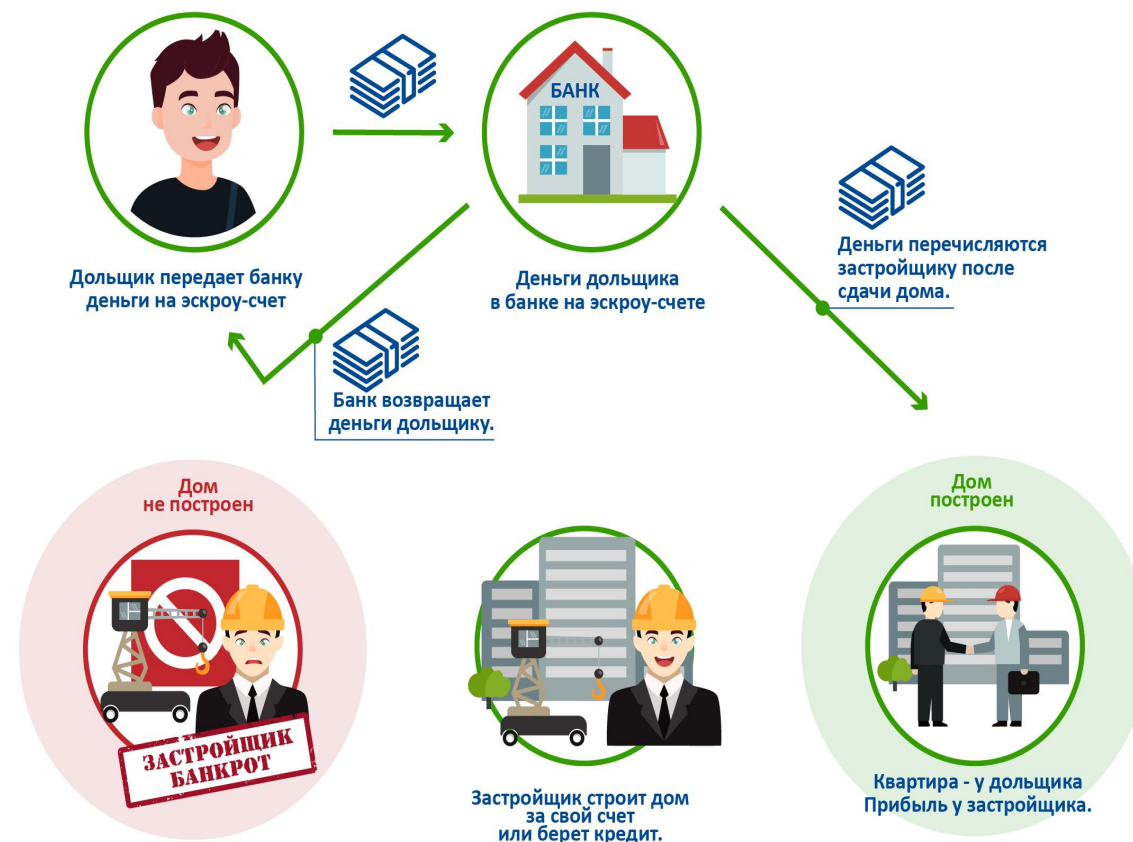 БАНК
Дольщик передает банку
деньги на эскроу-счет
Деньги дольщика
в банке на эскроу-счете
Деньги перечисляются
застройщику после
сдачи дома.
Банк возвращает
деньги дольщику.
Дом
не построен
ЗАСТРОЙЩИК
БАНКРОТ
Застройщик строит дом
за свой счет
или берет кредит.
Дом
построен
Квартира - у дольщика
Прибыль у застройщика.